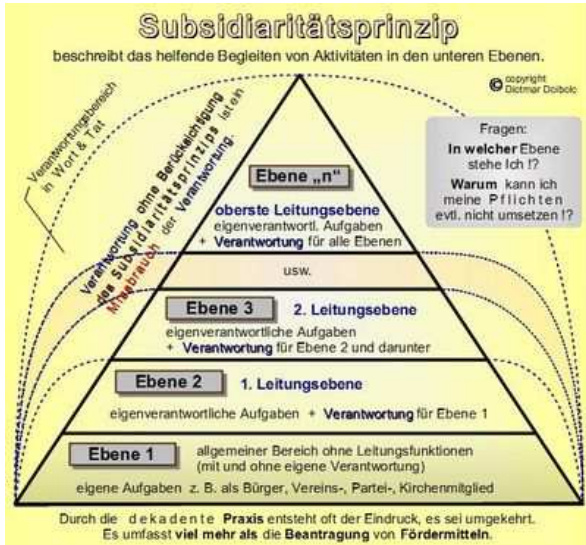 Subsidiaritätsprinzip
beschreibt das helfende Begleiten von Aktivitäten in den unteren Ebenen.
© copyright
Dietmar Doibolo
Verantwortungsbereich
in Wort & Tat
Verantwortung ohne Berücksichtigung
des Subsidiaritätsprinzips ist ein
Missbrauch der Verantwortung.
Fragen:
In welcher Ebene
stehe Ich !?
Warum kann ich
meine Pflichten
evtl. nicht umsetzen !?
Ebene „n"
oberste Leitungsebene
eigenverantwortl. Aufgaben
+ Verantwortung für alle Ebenen
usw.
Ebene 3 2. Leitungsebene
eigenverantwortliche Aufgaben
+ Verantwortung für Ebene 2 und darunter
Ebene 2 1. Leitungsebene
eigenverantwortliche Aufgaben + Verantwortung für Ebene 1
Ebene 1 allgemeiner Bereich ohne Leitungsfunktionen
(mit und ohne eigene Verantwortung)
eigene Aufgaben z. B. als Bürger, Vereins-, Partei-, Kirchenmitglied
Durch die dekadente Praxis entsteht oft der Eindruck, es sei umgekehrt.
Es umfasst viel mehr als die Beantragung von Fördermitteln.